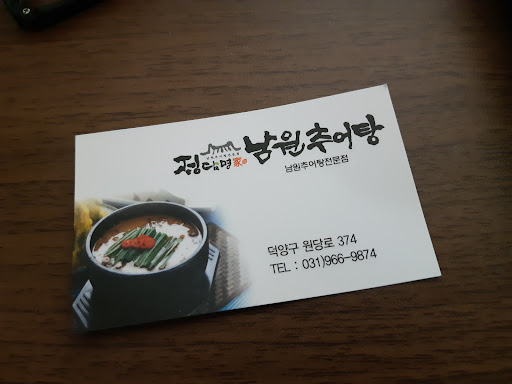 정담명家 남원추어탕
남원추어탕전문점
덕양구 원당로 374
TEL : 031)966-9874